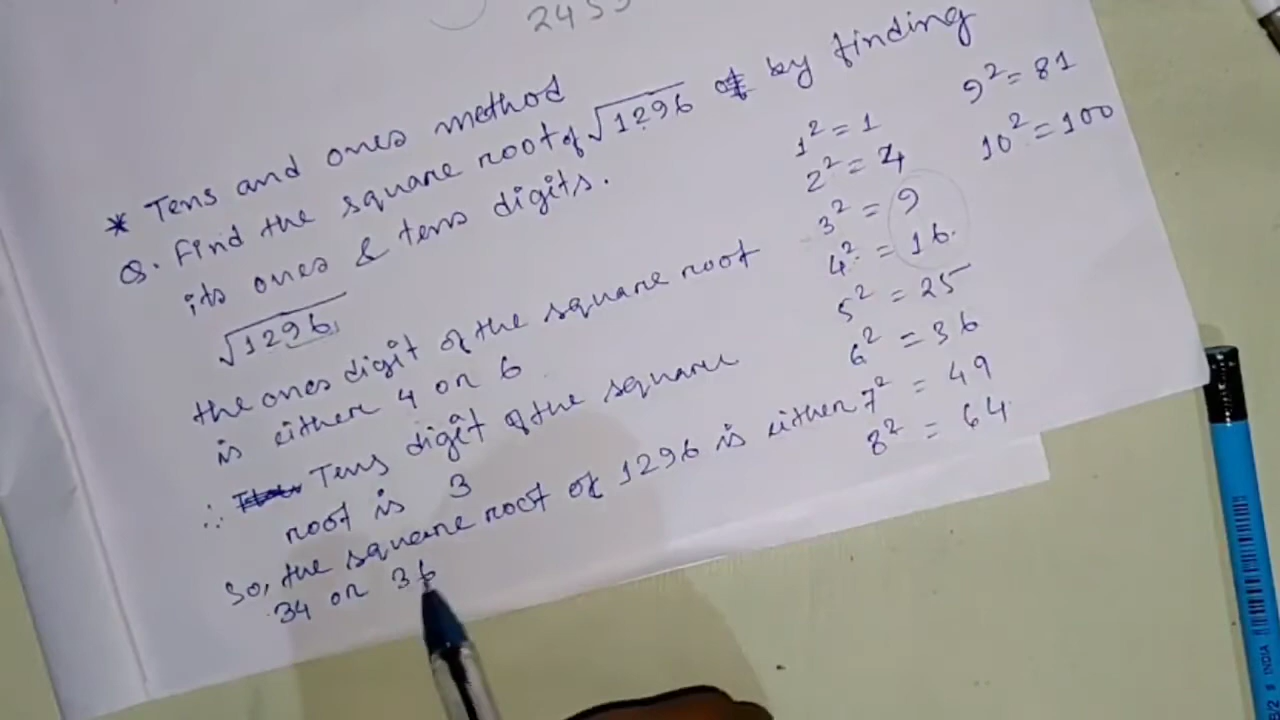 2455
* Tens and ones method
Q. Find the square root of √1296 by finding
its ones & tens digits.
√1296
the ones digit of the square root
is either 4 or 6
∴ Tens digit of the square
root is 3
So, the square root of 1296 is either
34 or 36
1² = 1
2² = 4
3² = 9
4² = 16
5² = 25
6² = 36
7² = 49
8² = 64
9² = 81
10² = 100
INDIA